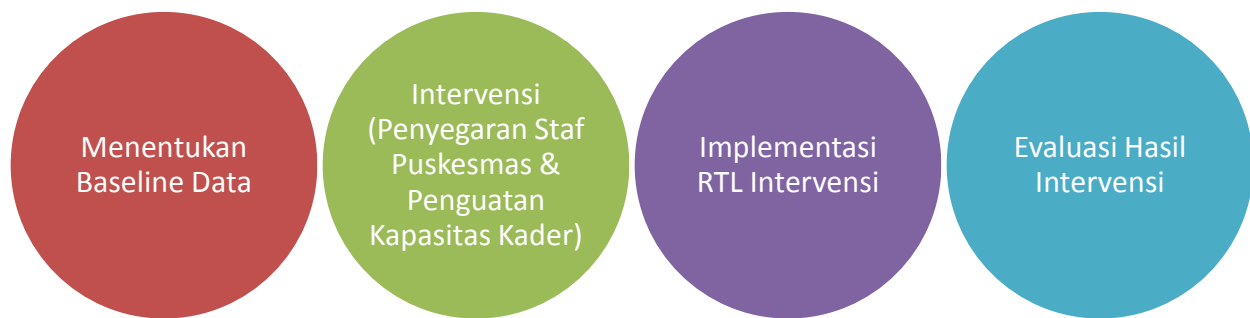 Menentukan
Baseline Data
Intervensi
(Penyegaran Staf
Puskesmas &
Penguatan
Kapasitas Kader)
Implementasi
RTL Intervensi
Evaluasi Hasil
Intervensi